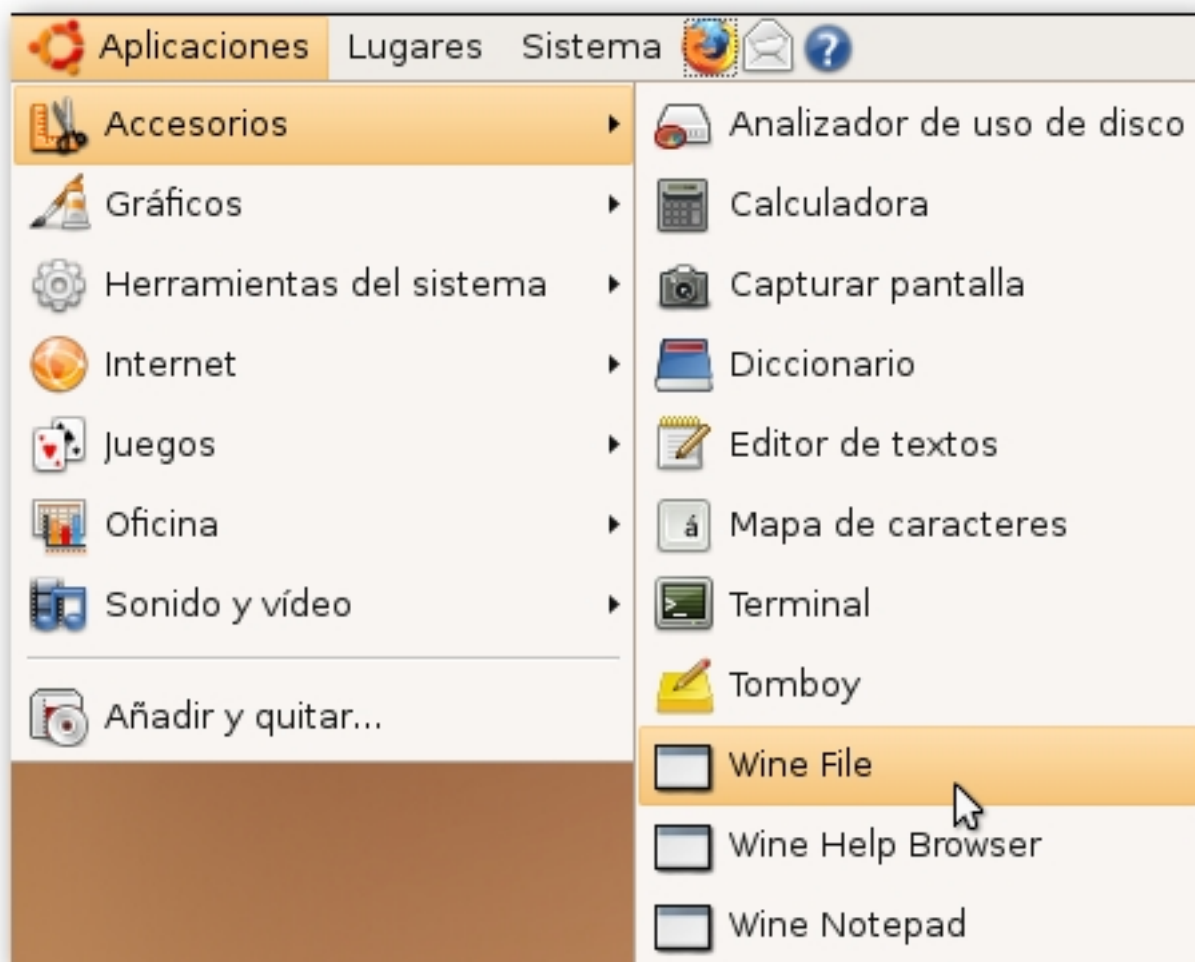 Aplicaciones Lugares Sistema ?
Accesorios
Gráficos
Herramientas del sistema
Internet
Juegos
Oficina
Sonido y vídeo
Añadir y quitar...
Analizador de uso de disco
Calculadora
Capturar pantalla
Diccionario
Editor de textos
á Mapa de caracteres
>_ Terminal
Tomboy
Wine File
Wine Help Browser
Wine Notepad